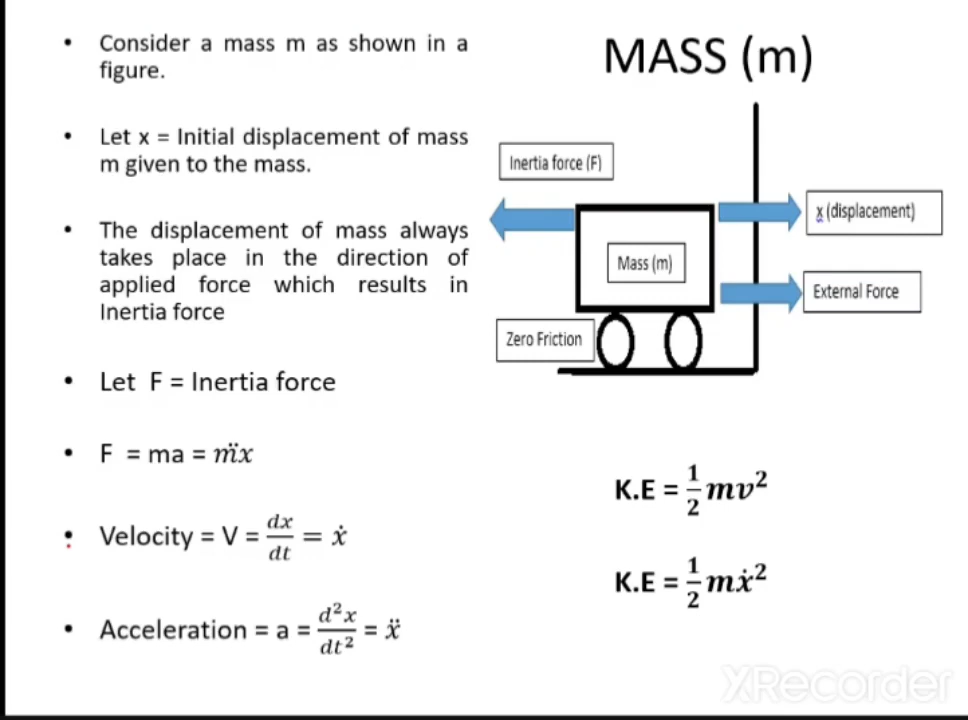 MASS (m)
• Consider a mass m as shown in a
figure.
• Let x = Initial displacement of mass
m given to the mass.
• The displacement of mass always
takes place in the direction of
applied force which results in
Inertia force
• Let F = Inertia force
• F = ma = m̈x
• Velocity = V = dx/dt = ẋ
• Acceleration = a = d²x/dt² = ẍ
Inertia force (F)
x (displacement)
Mass (m)
External Force
Zero Friction
K.E = 1/2 mv²
K.E = 1/2 mẋ²
XRecorder